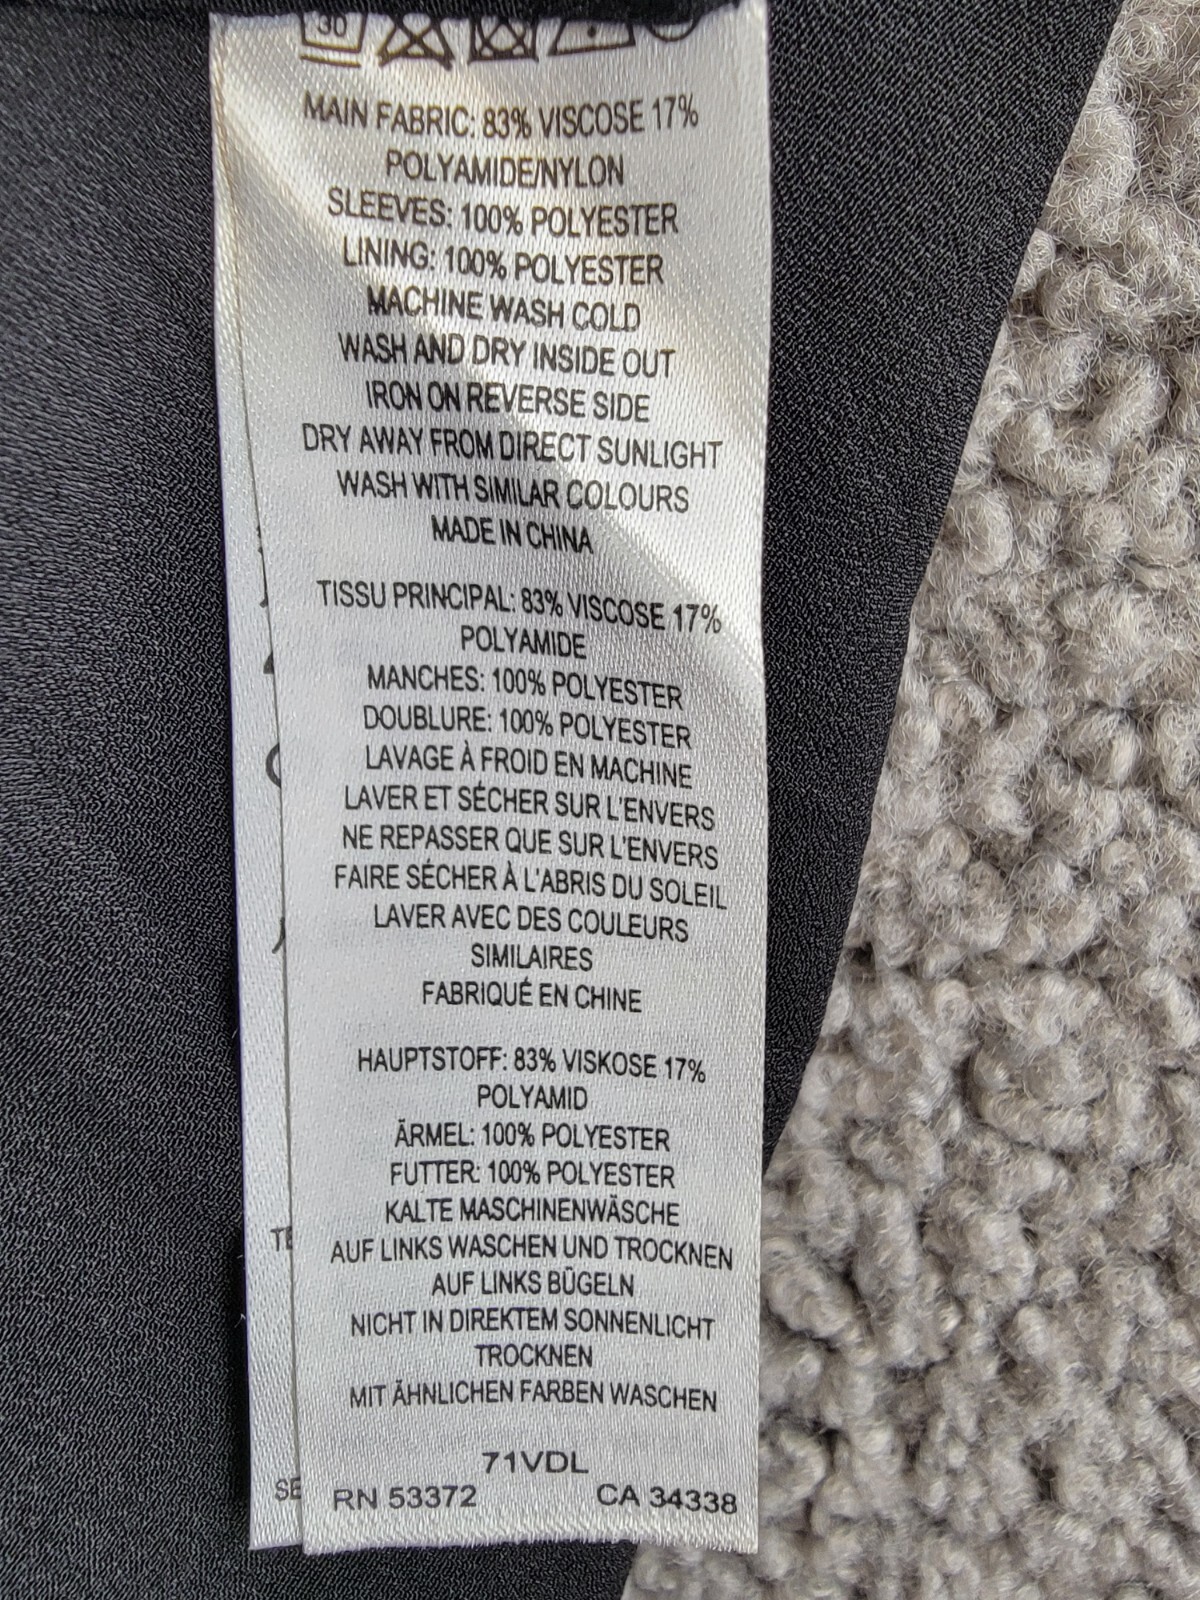 30
MAIN FABRIC: 83% VISCOSE 17%
POLYAMIDE/NYLON
SLEEVES: 100% POLYESTER
LINING: 100% POLYESTER
MACHINE WASH COLD
WASH AND DRY INSIDE OUT
IRON ON REVERSE SIDE
DRY AWAY FROM DIRECT SUNLIGHT
WASH WITH SIMILAR COLOURS
MADE IN CHINA
TISSU PRINCIPAL: 83% VISCOSE 17%
POLYAMIDE
MANCHES: 100% POLYESTER
DOUBLURE: 100% POLYESTER
LAVAGE À FROID EN MACHINE
LAVER ET SÉCHER SUR L'ENVERS
NE REPASSER QUE SUR L'ENVERS
FAIRE SÉCHER À L'ABRIS DU SOLEIL
LAVER AVEC DES COULEURS
SIMILAIRES
FABRIQUÉ EN CHINE
HAUPTSTOFF: 83% VISKOSE 17%
POLYAMID
ÄRMEL: 100% POLYESTER
FUTTER: 100% POLYESTER
KALTE MASCHINENWÄSCHE
AUF LINKS WASCHEN UND TROCKNEN
AUF LINKS BÜGELN
NICHT IN DIREKTEM SONNENLICHT
TROCKNEN
MIT ÄHNLICHEN FARBEN WASCHEN
71VDL
RN 53372 CA 34338